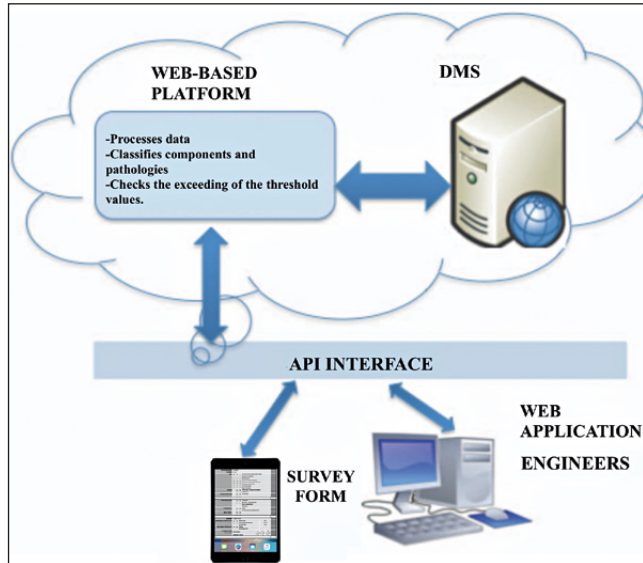 WEB-BASED
PLATFORM
DMS
-Processes data
-Classifies components and
pathologies
-Checks the exceeding of the threshold
values.
API INTERFACE
SURVEY
FORM
WEB
APPLICATION
ENGINEERS